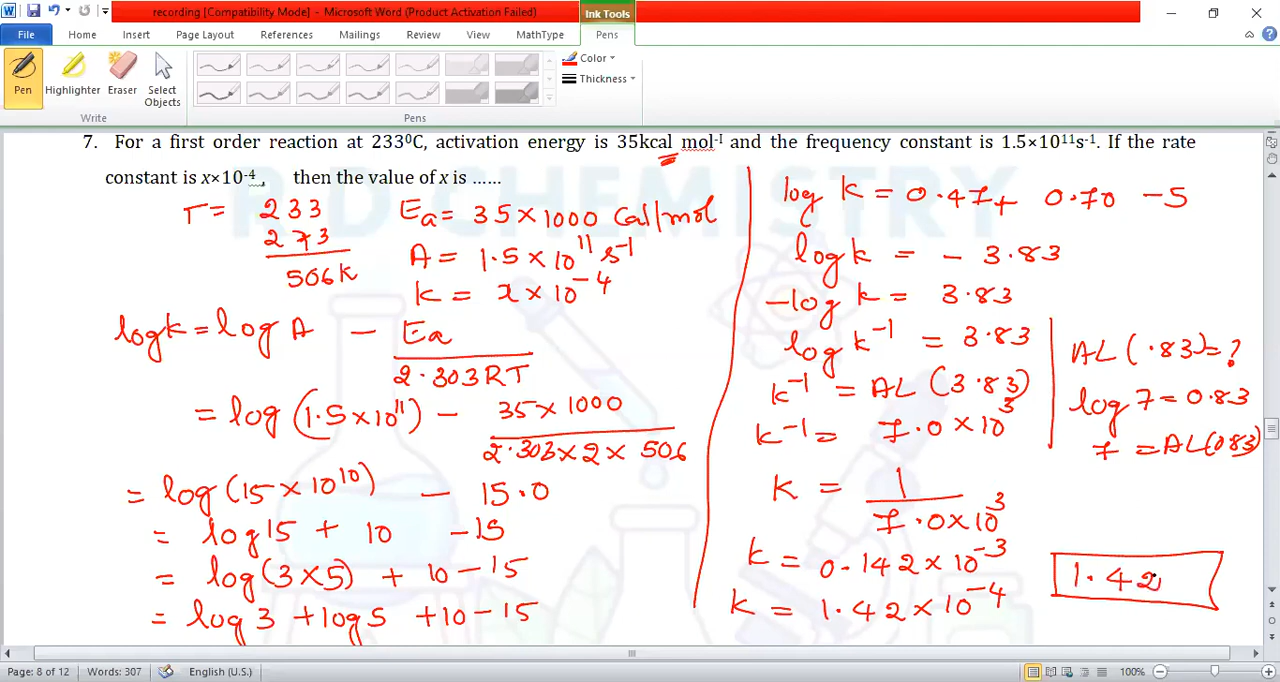 recording [Compatibility Mode] - Microsoft Word (Product Activation Failed)
Ink Tools
File Home Insert Page Layout References Mailings Review View MathType Pens
Pen Highlighter Eraser Select Objects
Color
Thickness
Write
Pens
7. For a first order reaction at 233⁰C, activation energy is 35kcal mol⁻ᴵ and the frequency constant is 1.5×10¹¹s⁻¹. If the rate
constant is x×10⁻⁴, then the value of x is ......
R D CHEMISTRY
T = 233
273
506 k
Ea = 35×1000 Cal/mol
A = 1.5×10¹¹ s⁻¹
K = x×10⁻⁴
logk = log A − Ea / 2.303RT
= log (1.5×10¹¹) − 35×1000 / 2.303×2×506
= log (15×10¹⁰) − 15.0
= log 15 + 10 − 15
= log (3×5) + 10 − 15
= log 3 + log 5 + 10 − 15
log k = 0.47 + 0.70 − 5
log k = − 3.83
−log k = 3.83
log k⁻¹ = 3.83
k⁻¹ = AL (3.83)
k⁻¹ = 7.0×10³
K = 1 / 7.0×10³
k = 0.142×10⁻³
k = 1.42×10⁻⁴
AL (.83) = ?
log 7 = 0.83
7 = AL(0.83)
1.42
Page: 8 of 12 Words: 307 English (U.S.) 100%